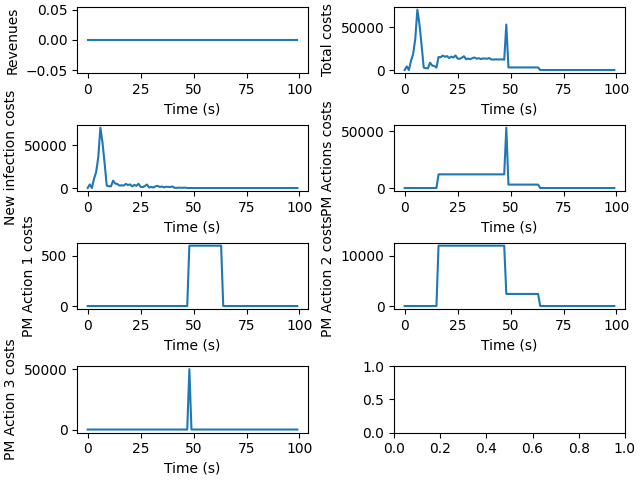 Revenues
0.05
0.00
−0.05
0 25 50 75 100
Time (s)
Total costs
50000
0
0 25 50 75 100
Time (s)
New infection costs
50000
0
0 25 50 75 100
Time (s)
PM Actions costs
50000
0
0 25 50 75 100
Time (s)
PM Action 1 costs
500
0
0 25 50 75 100
Time (s)
PM Action 2 costs
10000
0
0 25 50 75 100
Time (s)
PM Action 3 costs
50000
0
0 25 50 75 100
Time (s)
1.0
0.5
0.0
0.0 0.2 0.4 0.6 0.8 1.0